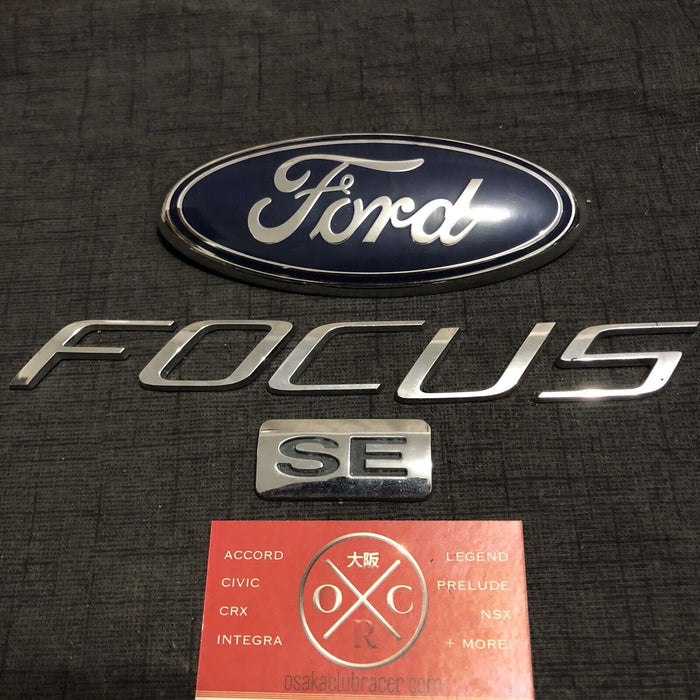 Ford
FOCUS
SE
ACCORD
CIVIC
CRX
INTEGRA
大阪
O C
R
LEGEND
PRELUDE
NSX
+ MORE!
osakaclubracer.com